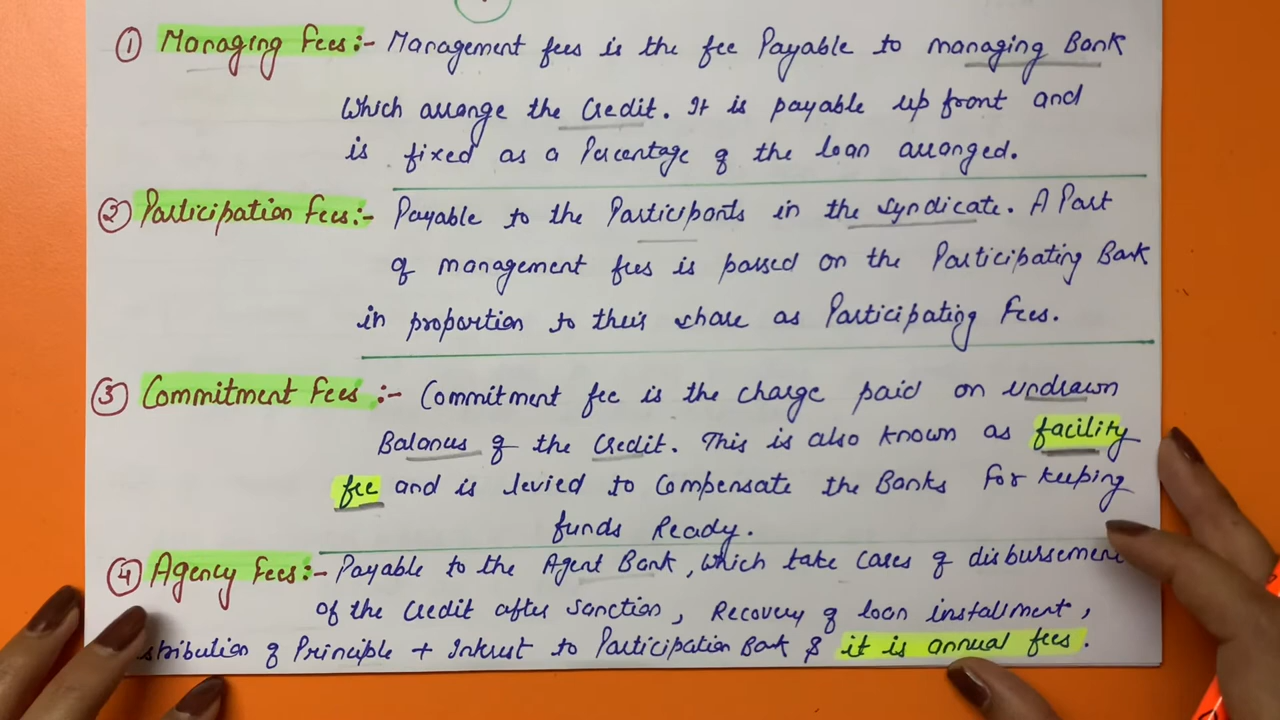 ① Managing Fees:- Management fees is the fee Payable to managing Bank
Which arrange the Credit. It is payable up front and
is fixed as a Percentage of the loan arranged.
② Participation Fees:- Payable to the Participants in the Syndicate. A Part
of management fees is passed on the Participating Bank
in proportion to their share as Participating Fees.
③ Commitment Fees :- Commitment fee is the charge paid on undrawn
Balances of the Credit. This is also known as facility
fee and is levied to Compensate the Banks For keeping
funds Ready.
④ Agency Fees:- Payable to the Agent Bank, Which take Cares of disbursement
of the Credit after Sanction, Recovery of loan installment,
stribution of Principle + Interest to Participation Bank & it is annual fees.